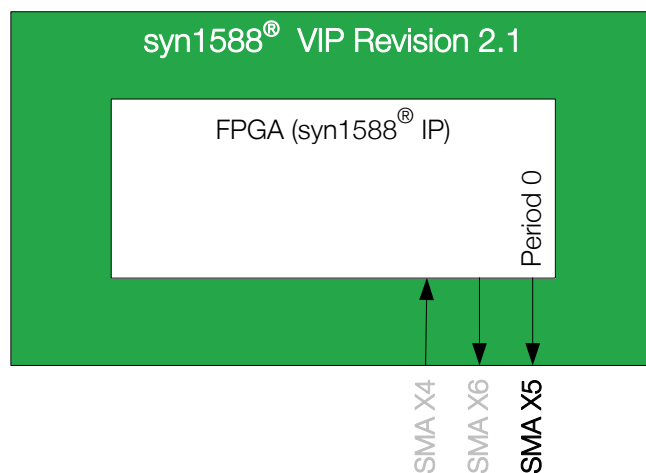 syn1588® VIP Revision 2.1
FPGA (syn1588® IP)
Period 0
SMA X4
SMA X6
SMA X5